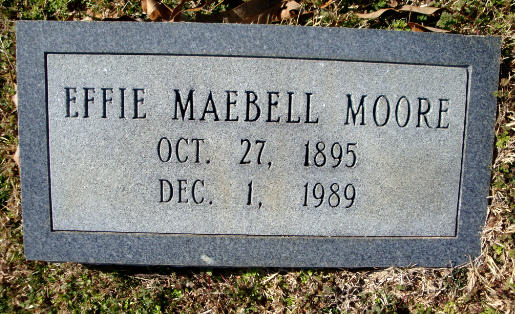 EFFIE MAEBELL MOORE
OCT. 27, 1895
DEC. 1, 1989